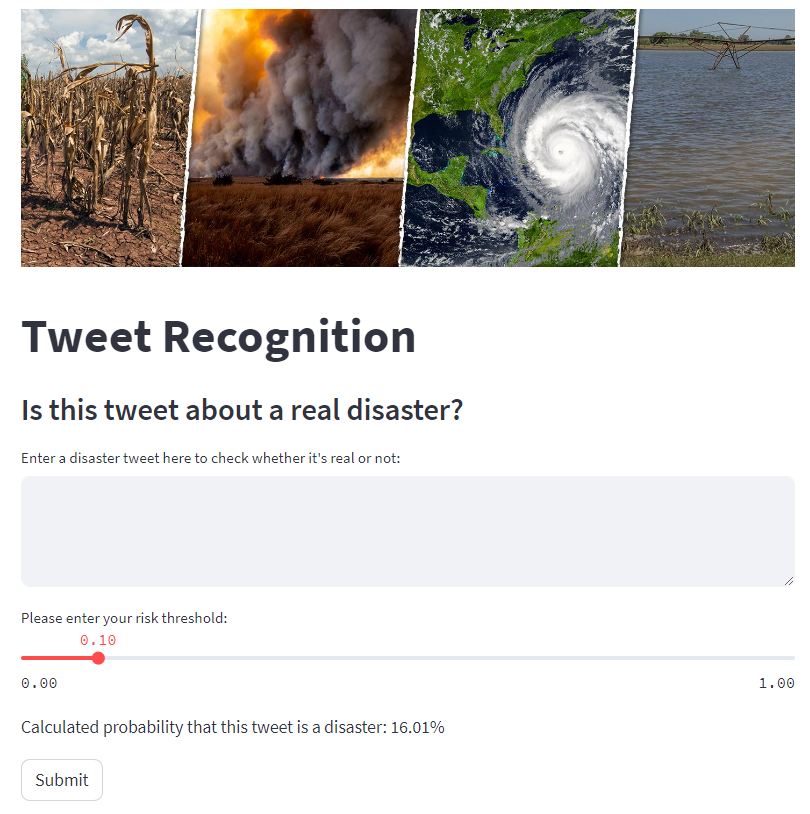 Tweet Recognition
Is this tweet about a real disaster?
Enter a disaster tweet here to check whether it's real or not:
Please enter your risk threshold:
0.10
0.00 1.00
Calculated probability that this tweet is a disaster: 16.01%
Submit